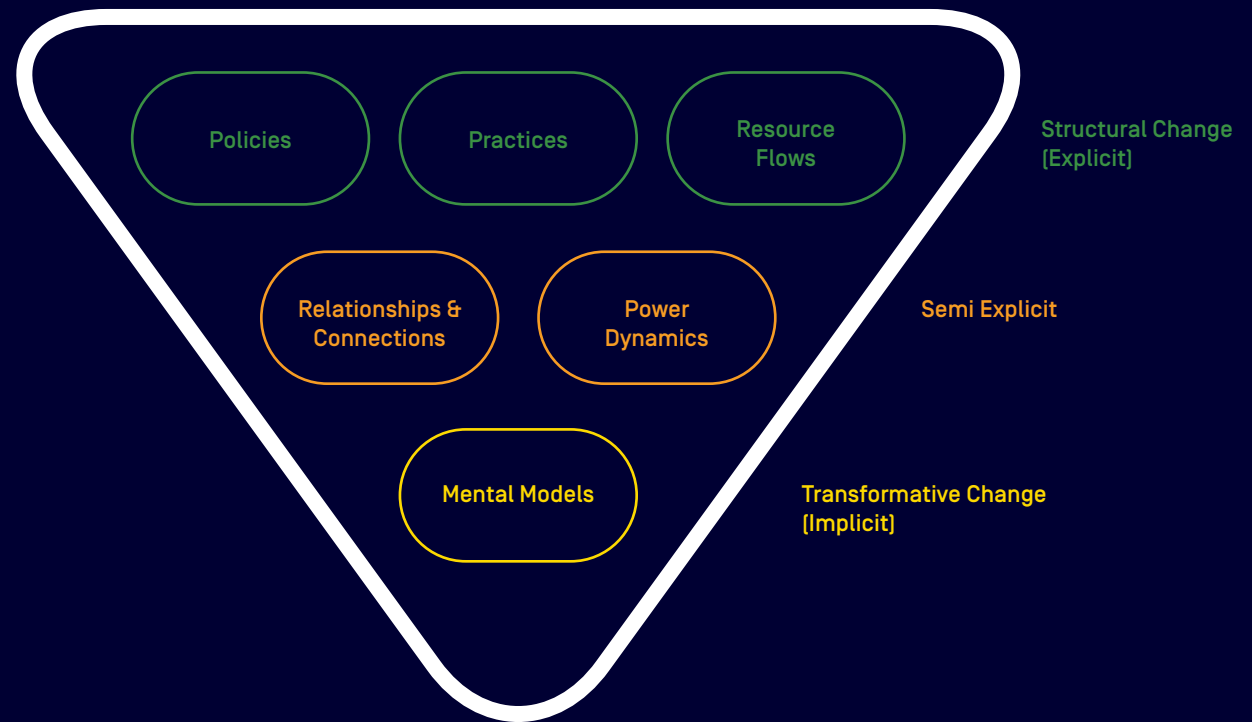 Policies
Practices
Resource
Flows
Structural Change
(Explicit)
Relationships &
Connections
Power
Dynamics
Semi Explicit
Mental Models
Transformative Change
(Implicit)